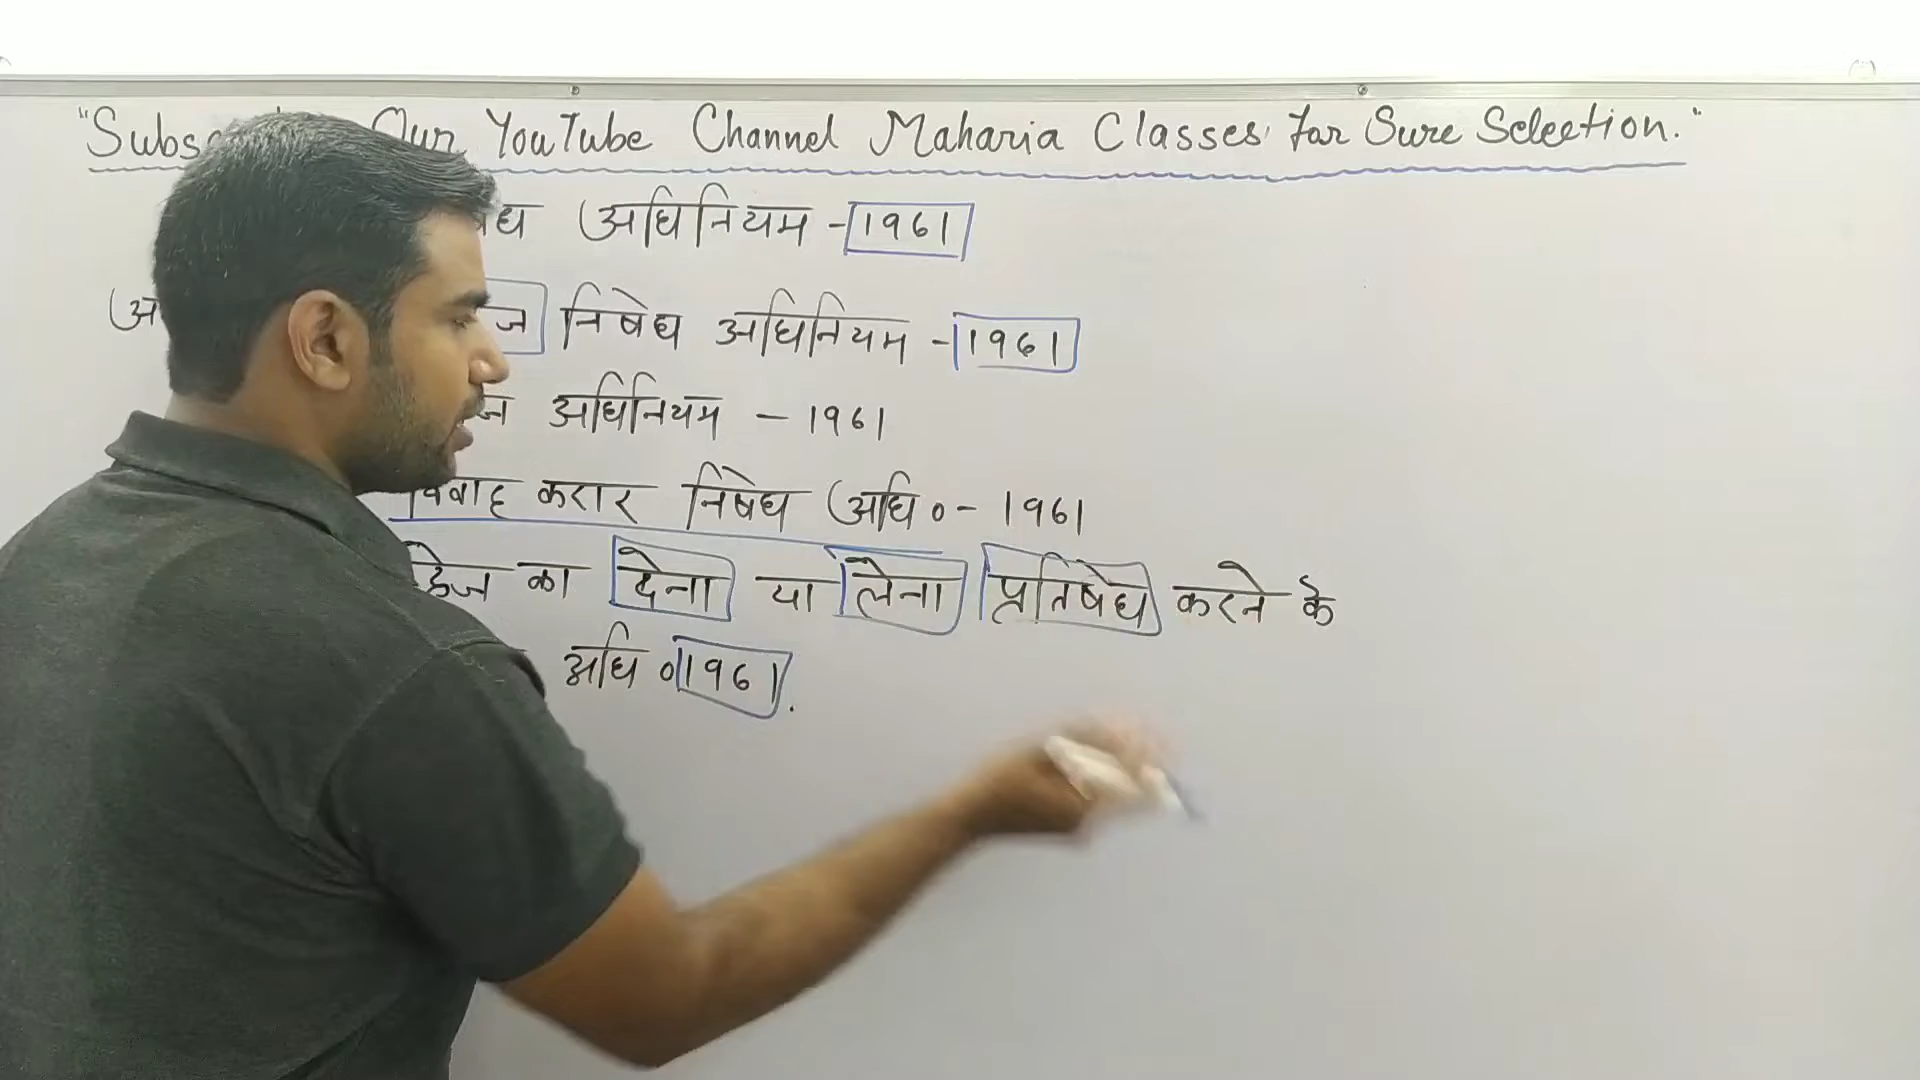 Our YouTube Channel Maharia Classes for Sure Selection."
अधिनियम - 1961
निषेध अधिनियम - 1961
अधिनियम - 1961
विवाह करार निषेध अधि०- 1961
का देना या लेना प्रतिषेध करने के
अधि० 1961.